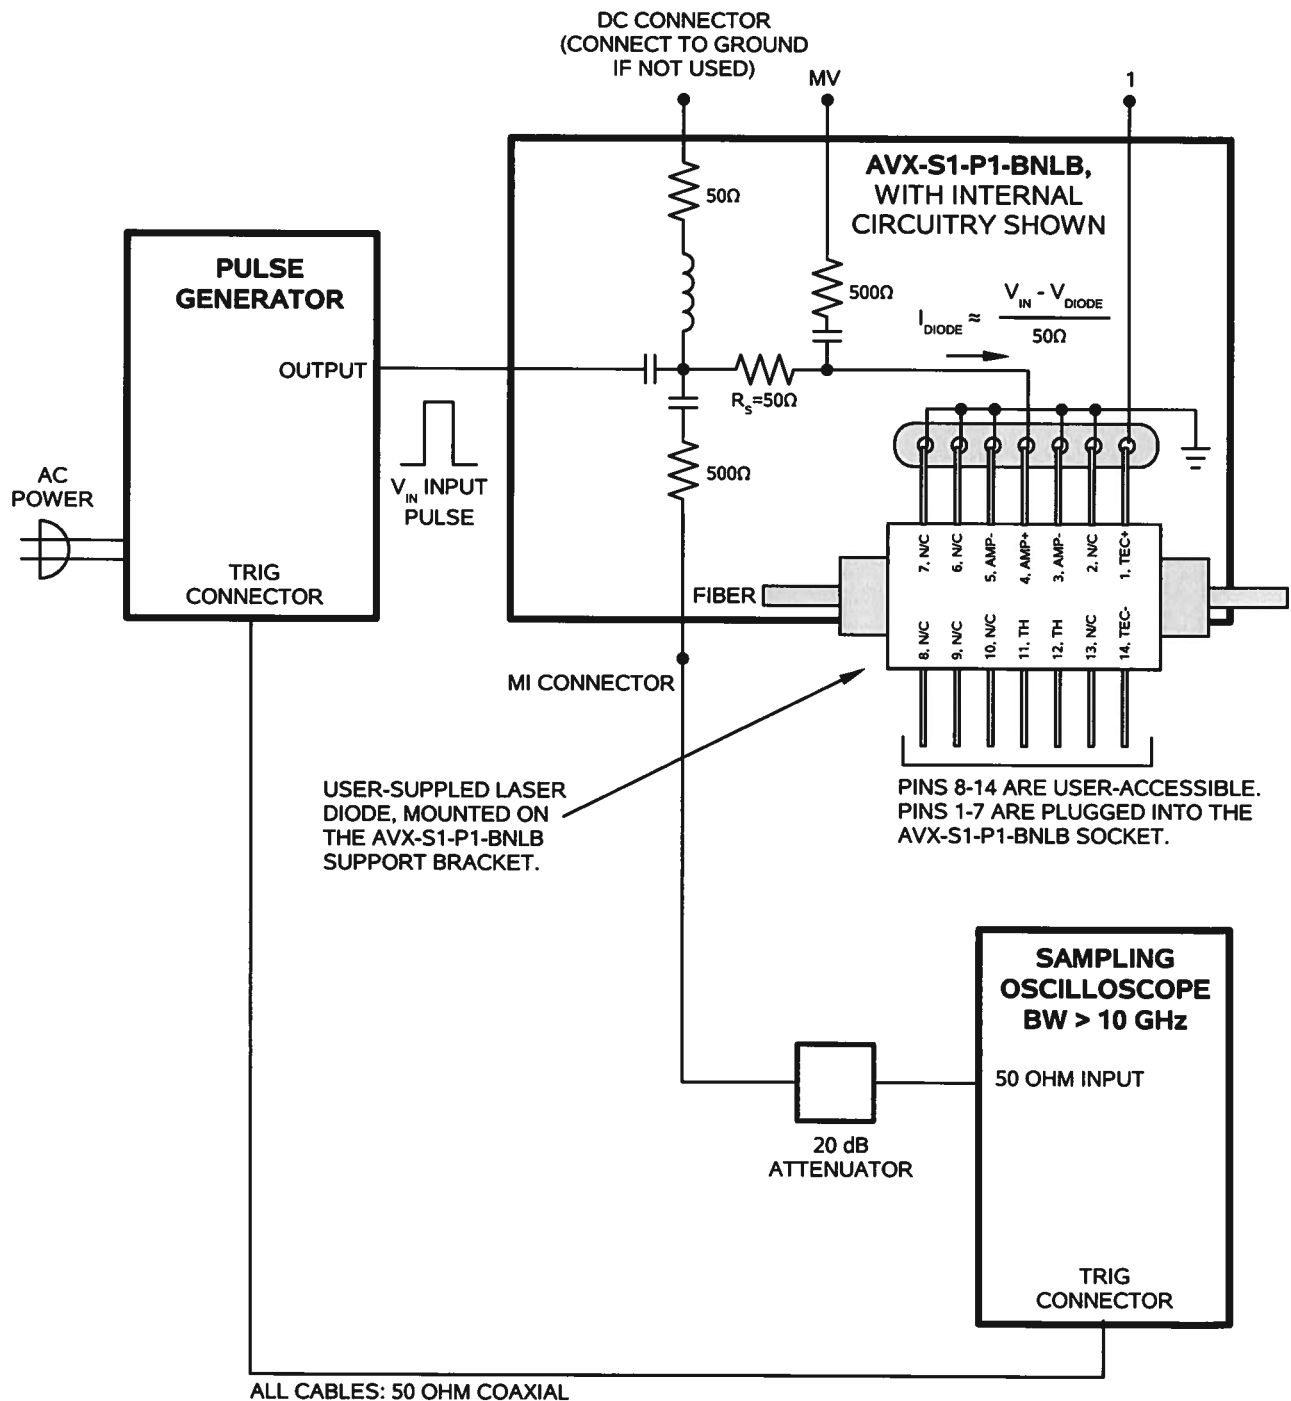 DC CONNECTOR
(CONNECT TO GROUND
IF NOT USED)
MV
1
AVX-S1-P1-BNLB,
WITH INTERNAL
CIRCUITRY SHOWN
50Ω
PULSE
GENERATOR
500Ω
I DIODE ≈ V IN - V DIODE
50Ω
OUTPUT
R S =50Ω
500Ω
V IN INPUT
PULSE
AC
POWER
TRIG
CONNECTOR
7. N/C
6. N/C
5. AMP-
4. AMP+
3. AMP-
2. N/C
1. TEC+
FIBER
8. N/C
9. N/C
10. N/C
11. TH
12. TH
13. N/C
14. TEC-
MI CONNECTOR
USER-SUPPLED LASER
DIODE, MOUNTED ON
THE AVX-S1-P1-BNLB
SUPPORT BRACKET.
PINS 8-14 ARE USER-ACCESSIBLE.
PINS 1-7 ARE PLUGGED INTO THE
AVX-S1-P1-BNLB SOCKET.
SAMPLING
OSCILLOSCOPE
BW > 10 GHz
50 OHM INPUT
20 dB
ATTENUATOR
TRIG
CONNECTOR
ALL CABLES: 50 OHM COAXIAL